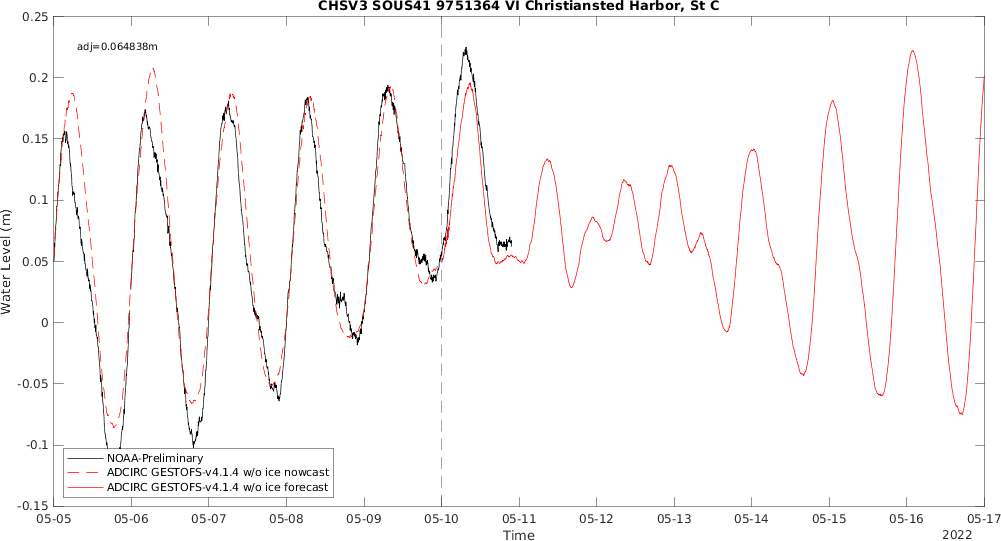 CHSV3 SOUS41 9751364 VI Christiansted Harbor, St C
adj=0.064838m
0.25
0.2
0.15
0.1
0.05
0
-0.05
-0.1
-0.15
Water Level (m)
NOAA-Preliminary
ADCIRC GESTOFS-v4.1.4 w/o ice nowcast
ADCIRC GESTOFS-v4.1.4 w/o ice forecast
05-05 05-06 05-07 05-08 05-09 05-10 05-11 05-12 05-13 05-14 05-15 05-16 05-17
Time
2022